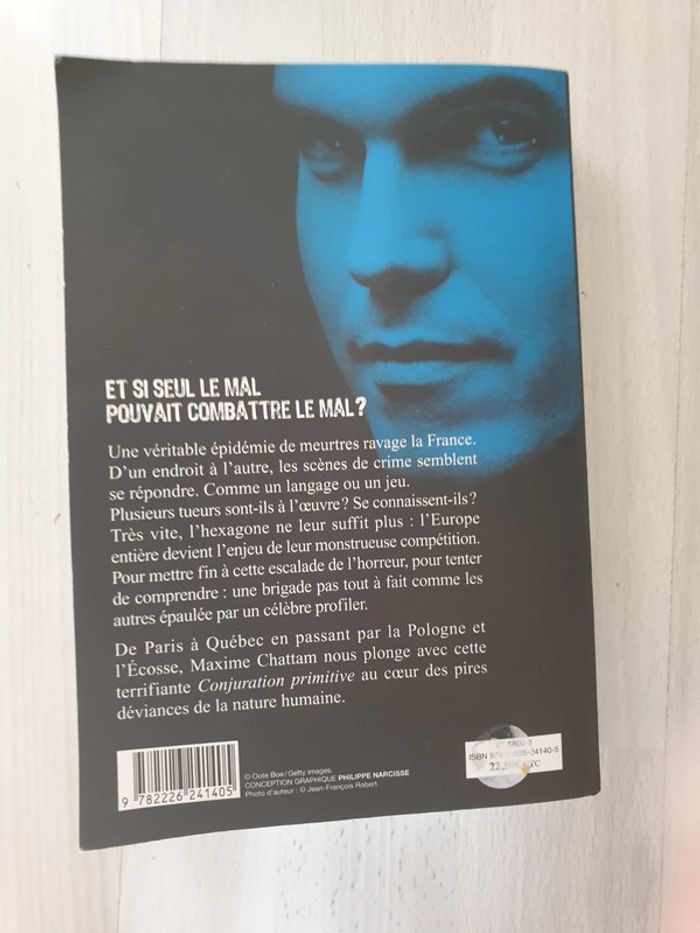 ET SI SEUL LE MAL
POUVAIT COMBATTRE LE MAL ?
Une véritable épidémie de meurtres ravage la France.
D'un endroit à l'autre, les scènes de crime semblent
se répondre. Comme un langage ou un jeu.
Plusieurs tueurs sont-ils à l'œuvre ? Se connaissent-ils ?
Très vite, l'hexagone ne leur suffit plus : l'Europe
entière devient l'enjeu de leur monstrueuse compétition.
Pour mettre fin à cette escalade de l'horreur, pour tenter
de comprendre : une brigade pas tout à fait comme les
autres épaulée par un célèbre profiler.
De Paris à Québec en passant par la Pologne et
l'Écosse, Maxime Chattam nous plonge avec cette
terrifiante Conjuration primitive au cœur des pires
déviances de la nature humaine.
9 782226 241405
© Oote Boe / Getty images.
CONCEPTION GRAPHIQUE PHILIPPE NARCISSE
Photo d'auteur : © Jean-François Robert.
ISBN 24140-5
TTC